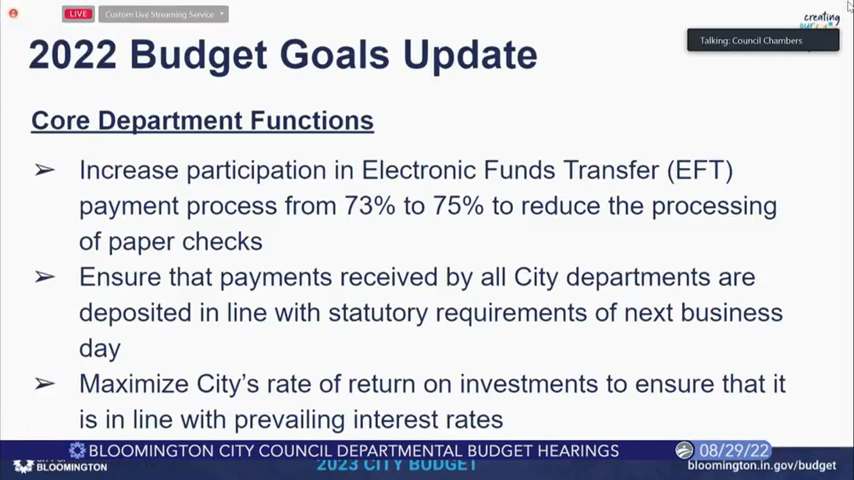 LIVE
Custom Live Streaming Service
creating
Talking: Council Chambers
2022 Budget Goals Update
Core Department Functions
➢ Increase participation in Electronic Funds Transfer (EFT)
payment process from 73% to 75% to reduce the processing
of paper checks
➢ Ensure that payments received by all City departments are
deposited in line with statutory requirements of next business
day
➢ Maximize City's rate of return on investments to ensure that it
is in line with prevailing interest rates
BLOOMINGTON CITY COUNCIL DEPARTMENTAL BUDGET HEARINGS
08/29/22
BLOOMINGTON
2023 CITY BUDGET
bloomington.in.gov/budget